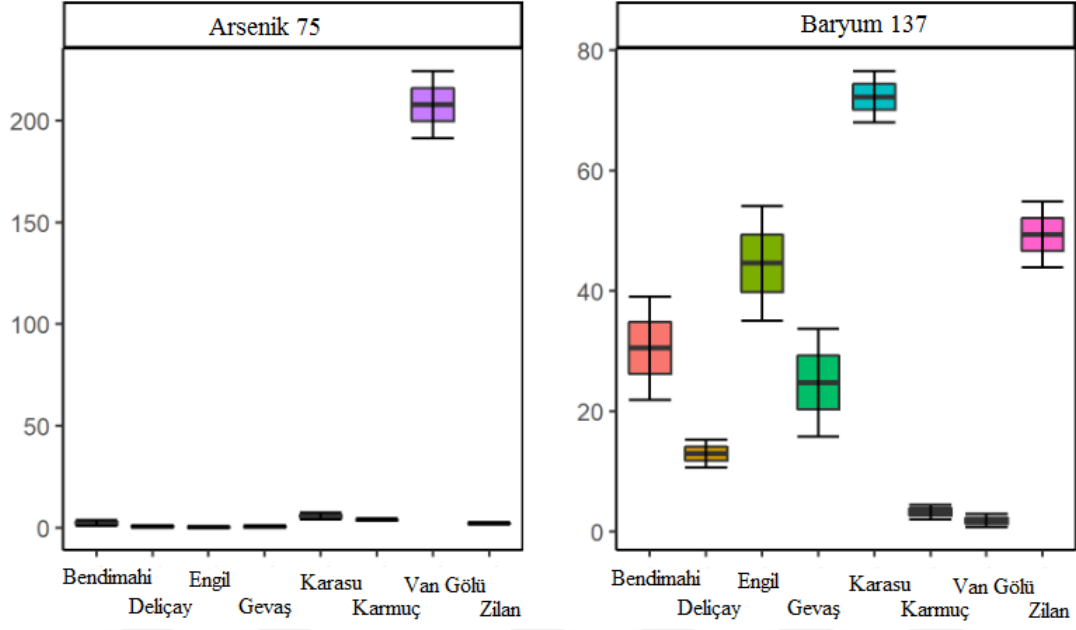 Arsenik 75
200
150
100
50
0
Bendimahi
Deliçay
Engil
Gevaş
Karasu
Karmuç
Van Gölü
Zilan
Baryum 137
80
60
40
20
0
Bendimahi
Deliçay
Engil
Gevaş
Karasu
Karmuç
Van Gölü
Zilan